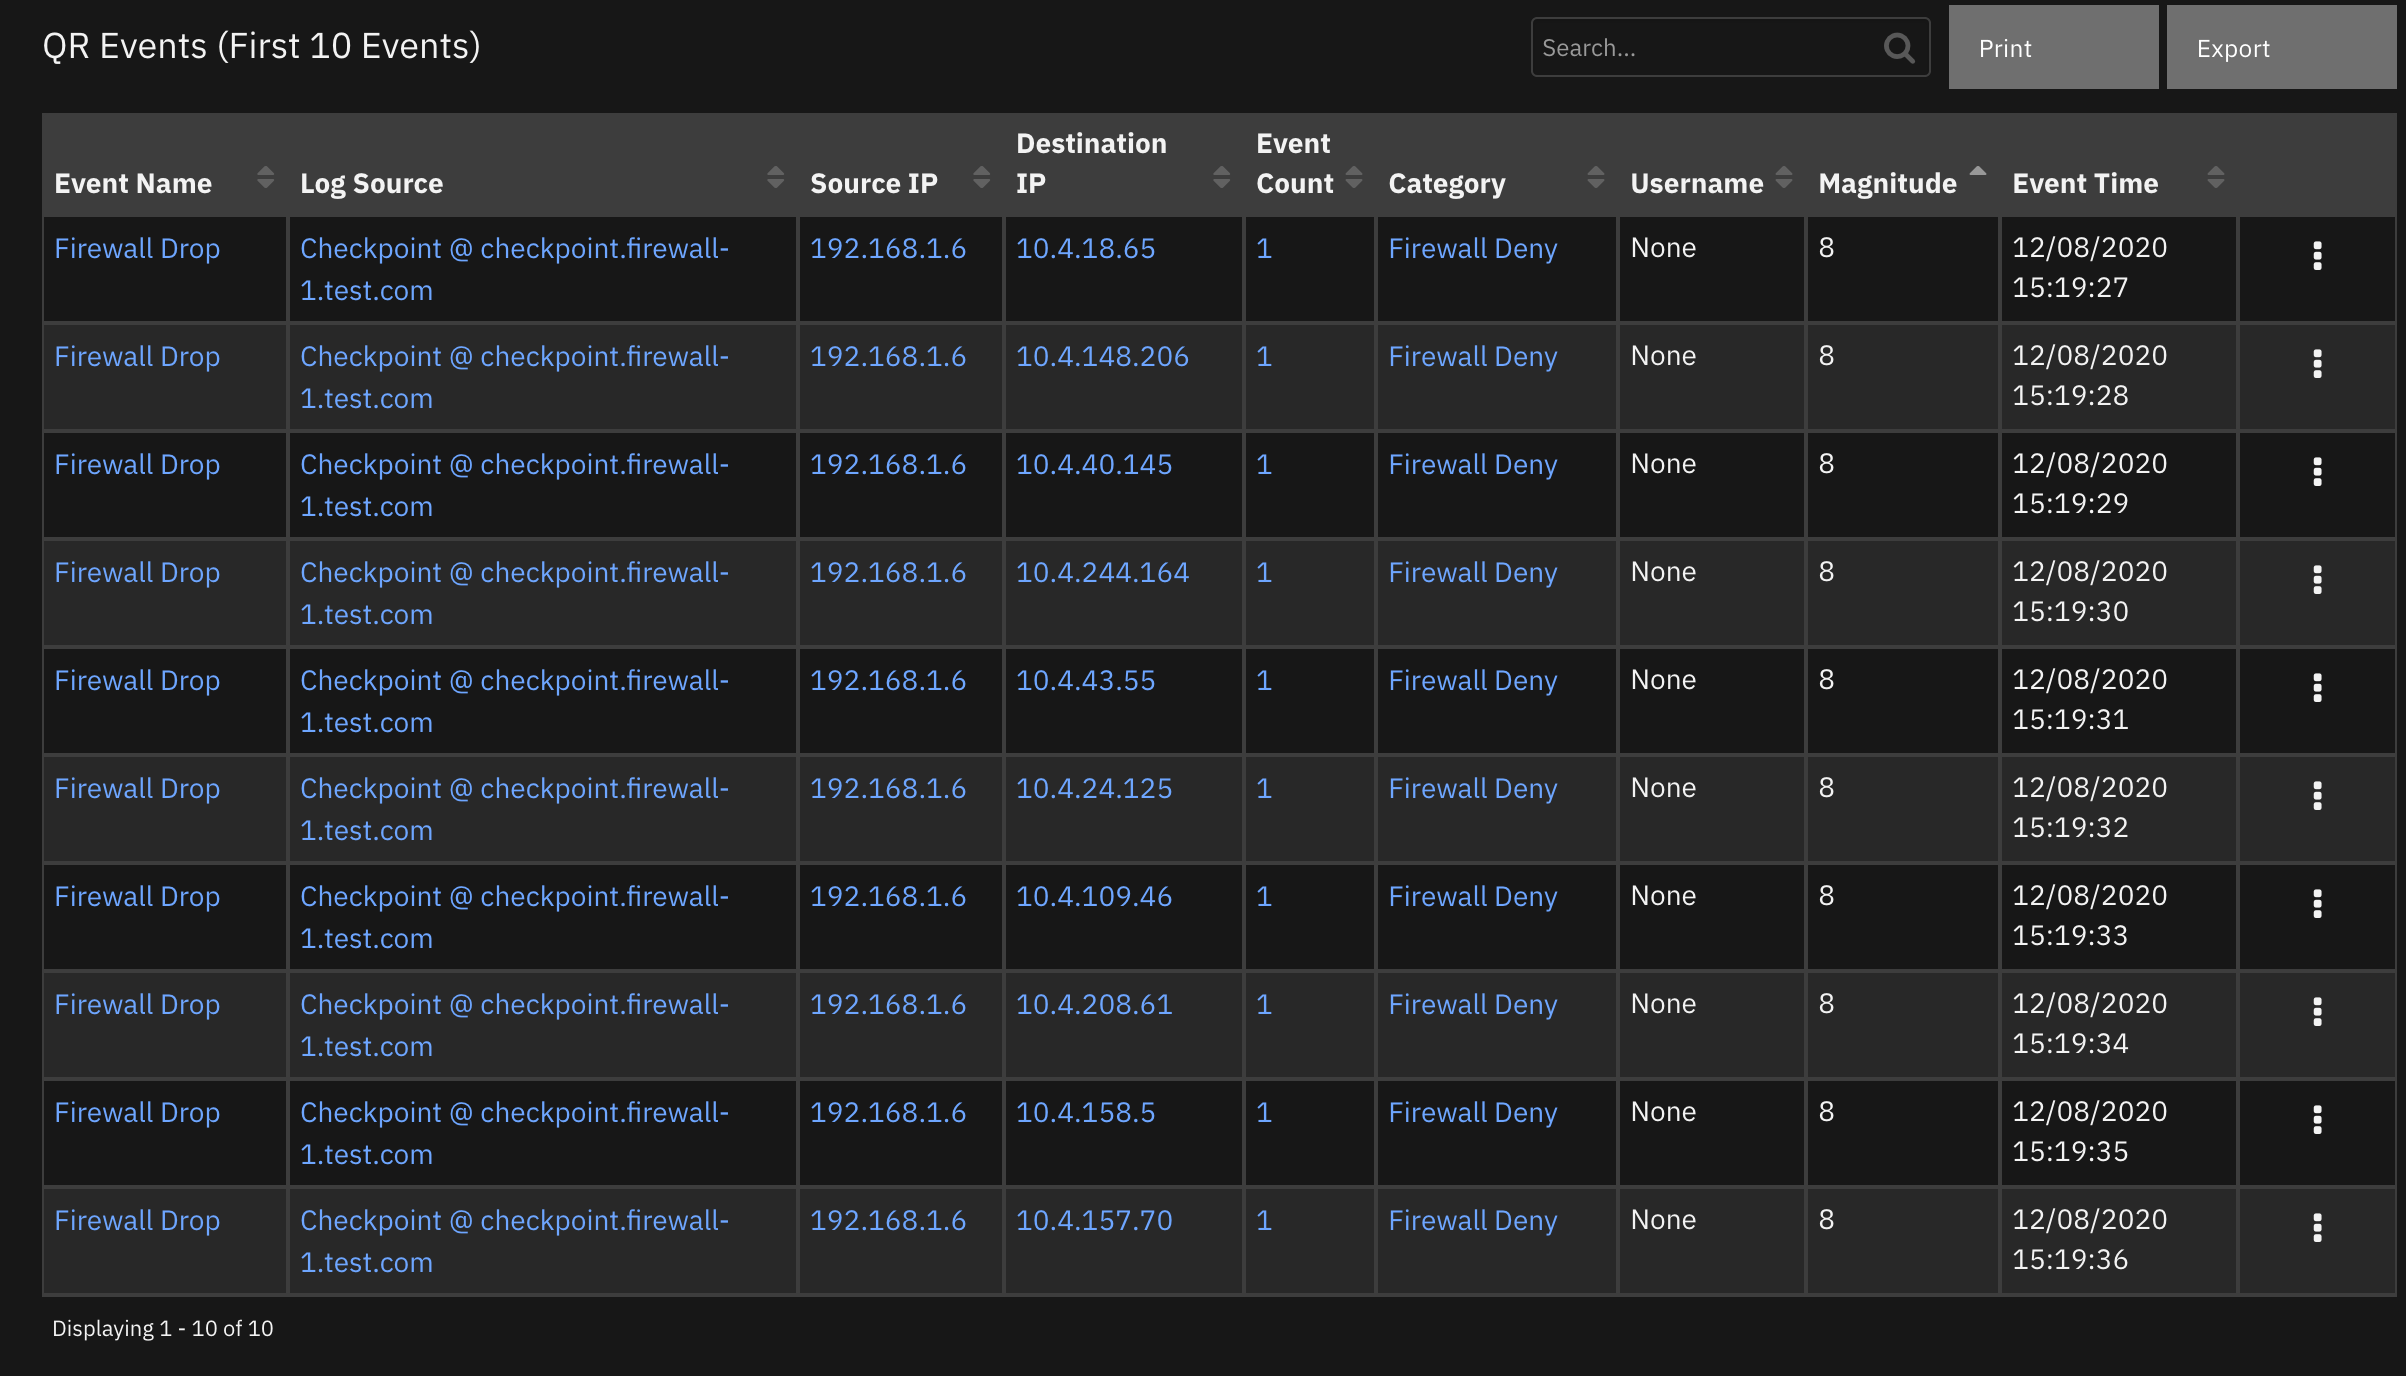 QR Events (First 10 Events)
Search...
Print
Export
Event Name Log Source Source IP Destination IP Event Count Category Username Magnitude Event Time
Firewall Drop Checkpoint @ checkpoint.firewall- 192.168.1.6 10.4.18.65 1 Firewall Deny None 8 12/08/2020
1.test.com 15:19:27
Firewall Drop Checkpoint @ checkpoint.firewall- 192.168.1.6 10.4.148.206 1 Firewall Deny None 8 12/08/2020
1.test.com 15:19:28
Firewall Drop Checkpoint @ checkpoint.firewall- 192.168.1.6 10.4.40.145 1 Firewall Deny None 8 12/08/2020
1.test.com 15:19:29
Firewall Drop Checkpoint @ checkpoint.firewall- 192.168.1.6 10.4.244.164 1 Firewall Deny None 8 12/08/2020
1.test.com 15:19:30
Firewall Drop Checkpoint @ checkpoint.firewall- 192.168.1.6 10.4.43.55 1 Firewall Deny None 8 12/08/2020
1.test.com 15:19:31
Firewall Drop Checkpoint @ checkpoint.firewall- 192.168.1.6 10.4.24.125 1 Firewall Deny None 8 12/08/2020
1.test.com 15:19:32
Firewall Drop Checkpoint @ checkpoint.firewall- 192.168.1.6 10.4.109.46 1 Firewall Deny None 8 12/08/2020
1.test.com 15:19:33
Firewall Drop Checkpoint @ checkpoint.firewall- 192.168.1.6 10.4.208.61 1 Firewall Deny None 8 12/08/2020
1.test.com 15:19:34
Firewall Drop Checkpoint @ checkpoint.firewall- 192.168.1.6 10.4.158.5 1 Firewall Deny None 8 12/08/2020
1.test.com 15:19:35
Firewall Drop Checkpoint @ checkpoint.firewall- 192.168.1.6 10.4.157.70 1 Firewall Deny None 8 12/08/2020
1.test.com 15:19:36
Displaying 1 - 10 of 10